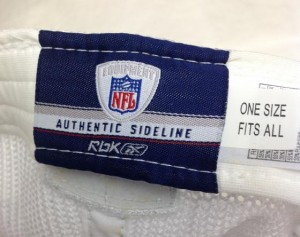 EQUIPMENT
NFL
AUTHENTIC SIDELINE
RBK
ONE SIZE
FITS ALL